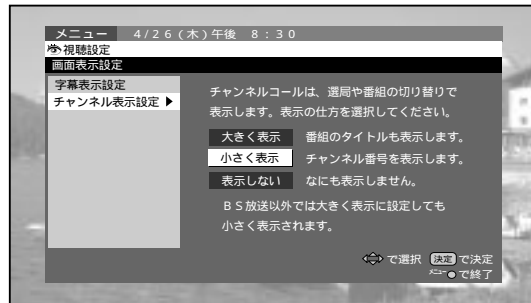 メニュー 4/26(木)午後 8:30
視聴設定
画面表示設定
字幕表示設定
チャンネル表示設定 ▶
チャンネルコールは、選局や番組の切り替りで
表示します。表示の仕方を選択してください。
大きく表示 番組のタイトルも表示します。
小さく表示 チャンネル番号を表示します。
表示しない なにも表示しません。
BS放送以外では大きく表示に設定しても
小さく表示されます。
で選択 決定 で決定
メニュー で終了